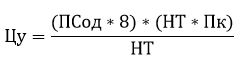 Цу = (ПСод * 8) * (НТ * Пк)
НТ